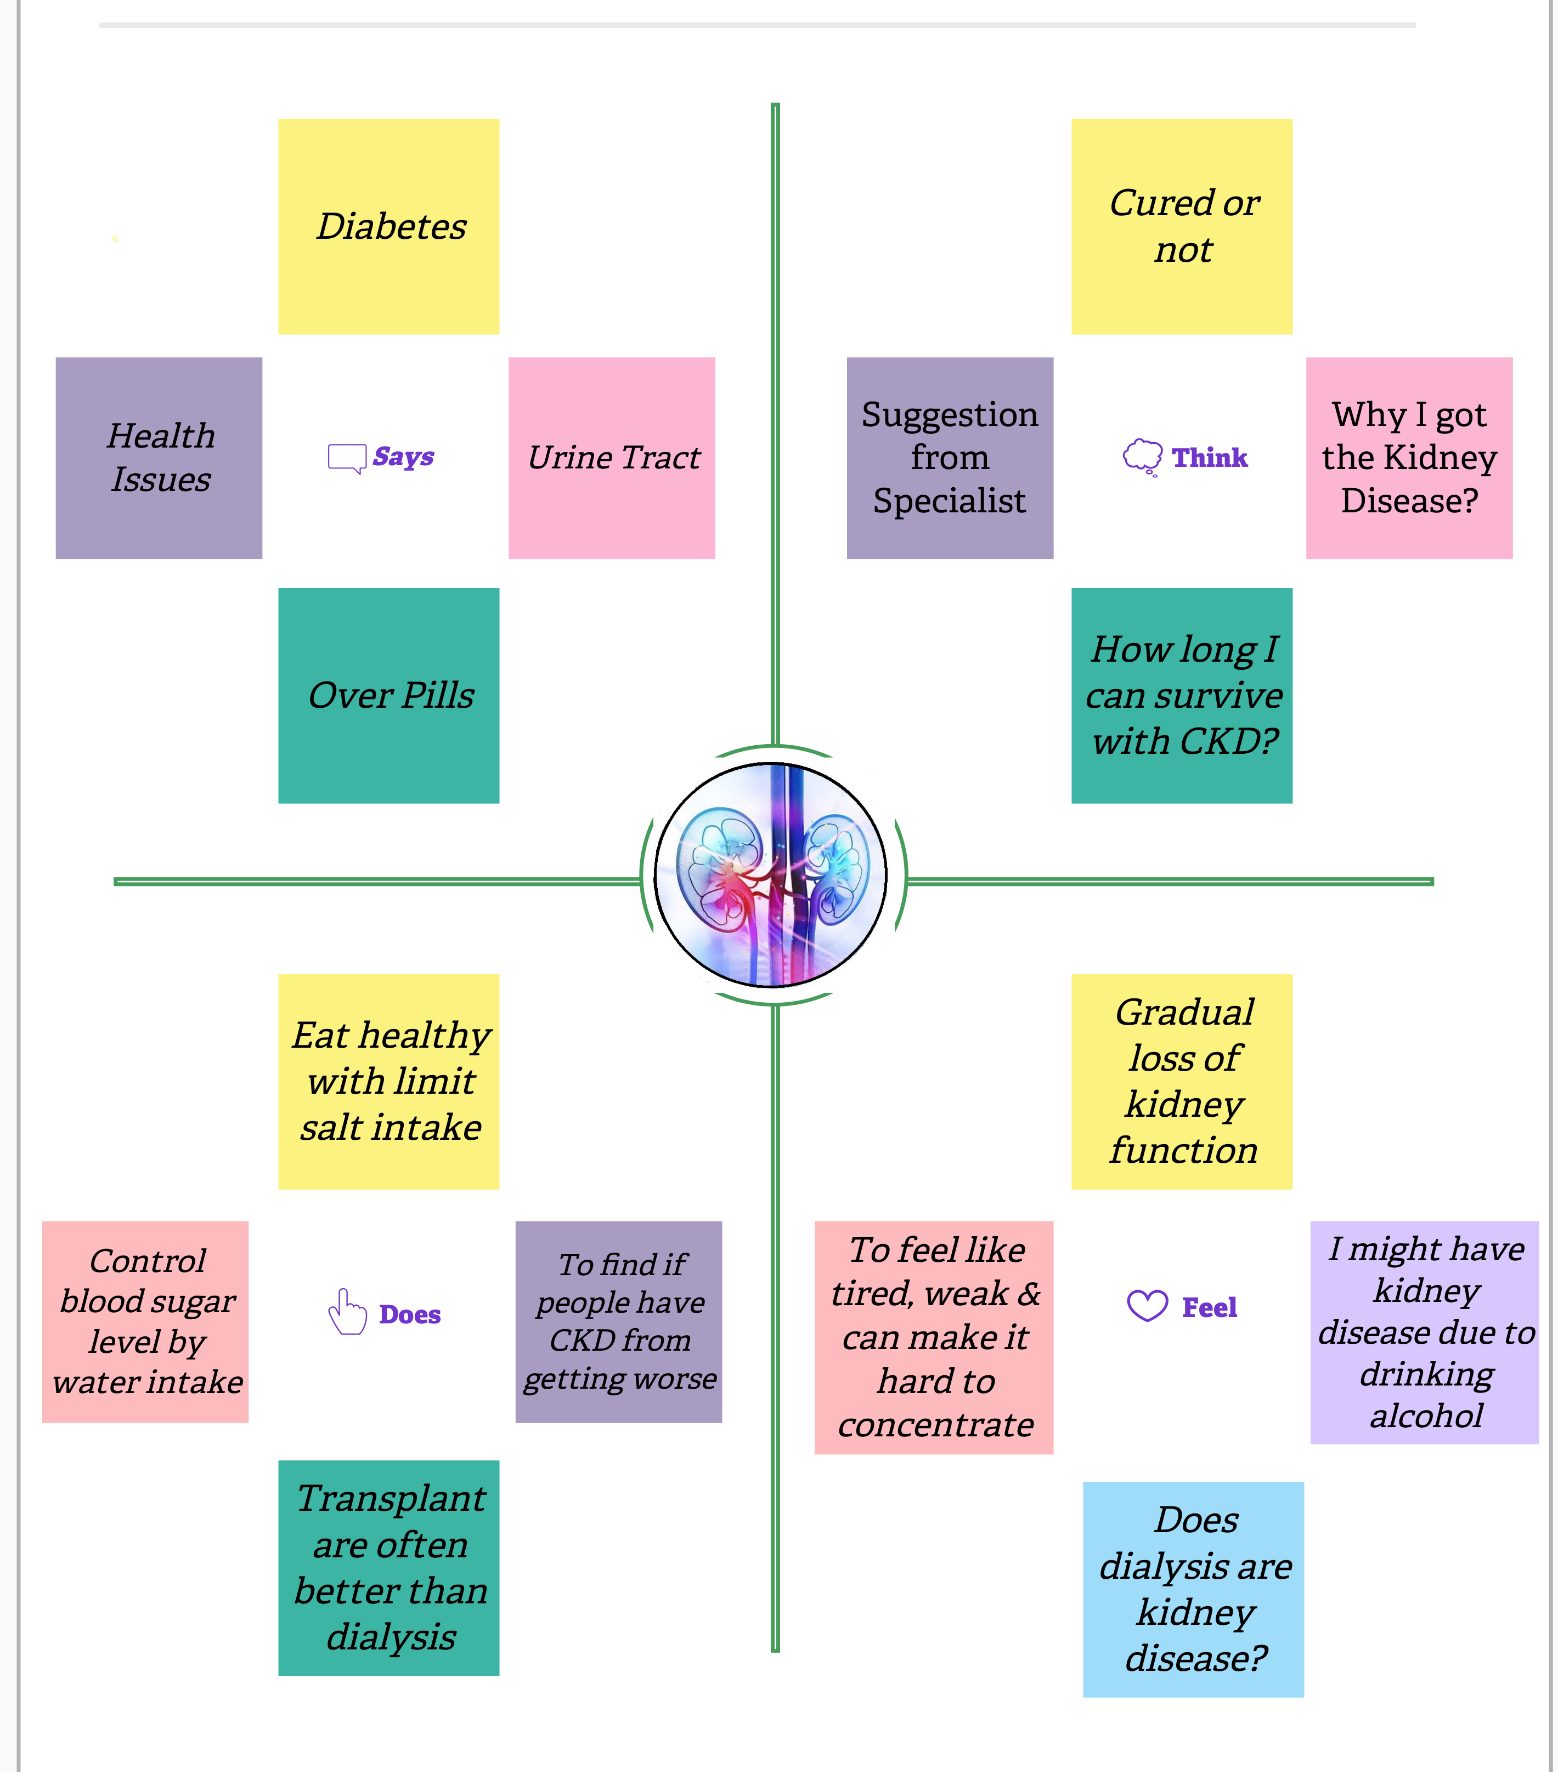 Diabetes
Health
Issues
Says
Urine Tract
Over Pills
Cured or
not
Suggestion
from
Specialist
Think
Why I got
the Kidney
Disease?
How long I
can survive
with CKD?
Eat healthy
with limit
salt intake
Control
blood sugar
level by
water intake
Does
To find if
people have
CKD from
getting worse
Transplant
are often
better than
dialysis
Gradual
loss of
kidney
function
To feel like
tired, weak &
can make it
hard to
concentrate
Feel
I might have
kidney
disease due to
drinking
alcohol
Does
dialysis are
kidney
disease?